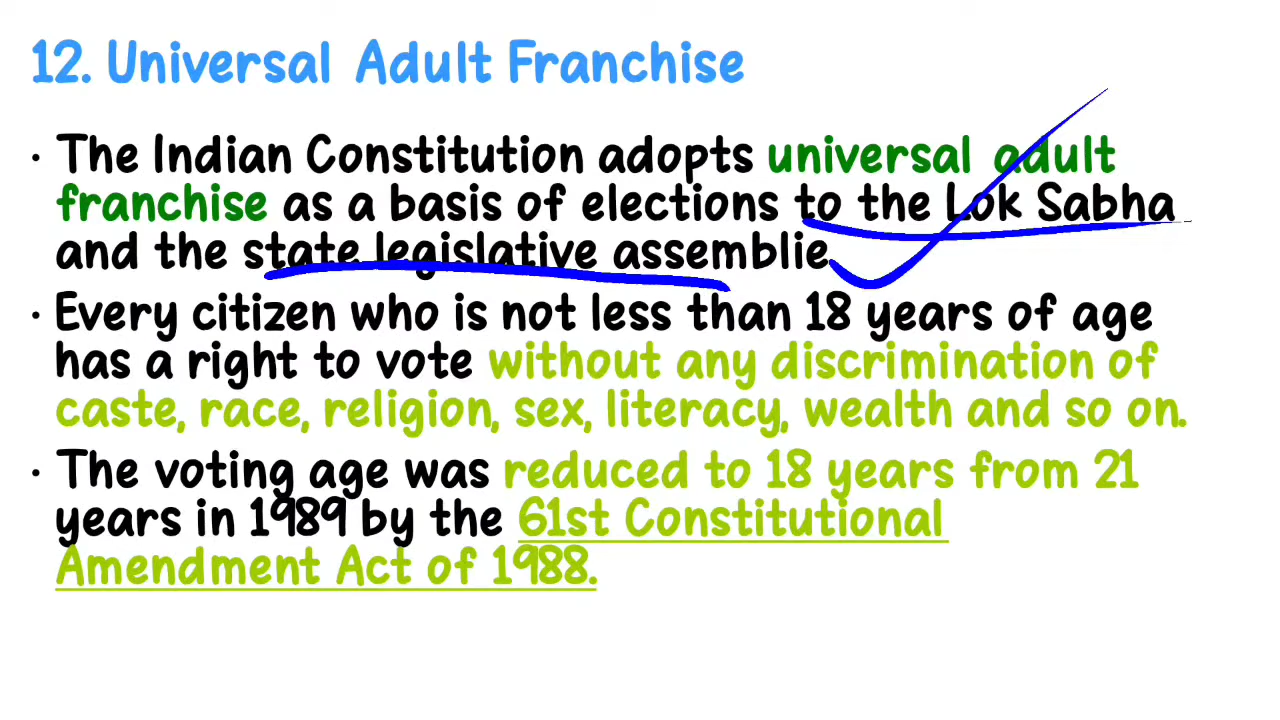 12. Universal Adult Franchise
• The Indian Constitution adopts universal adult
franchise as a basis of elections to the Lok Sabha
and the state legislative assemblie
• Every citizen who is not less than 18 years of age
has a right to vote without any discrimination of
caste, race, religion, sex, literacy, wealth and so on.
• The voting age was reduced to 18 years from 21
years in 1989 by the 61st Constitutional
Amendment Act of 1988.